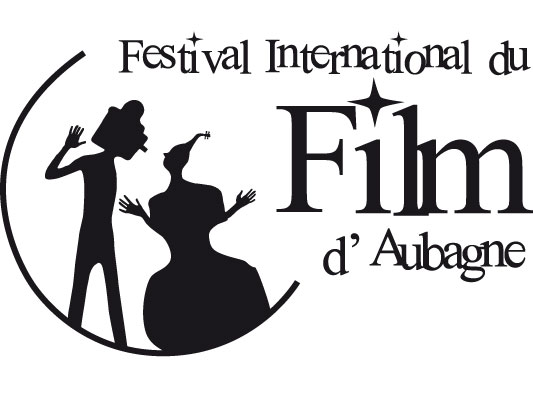 Festival International du
Film
d' Aubagne